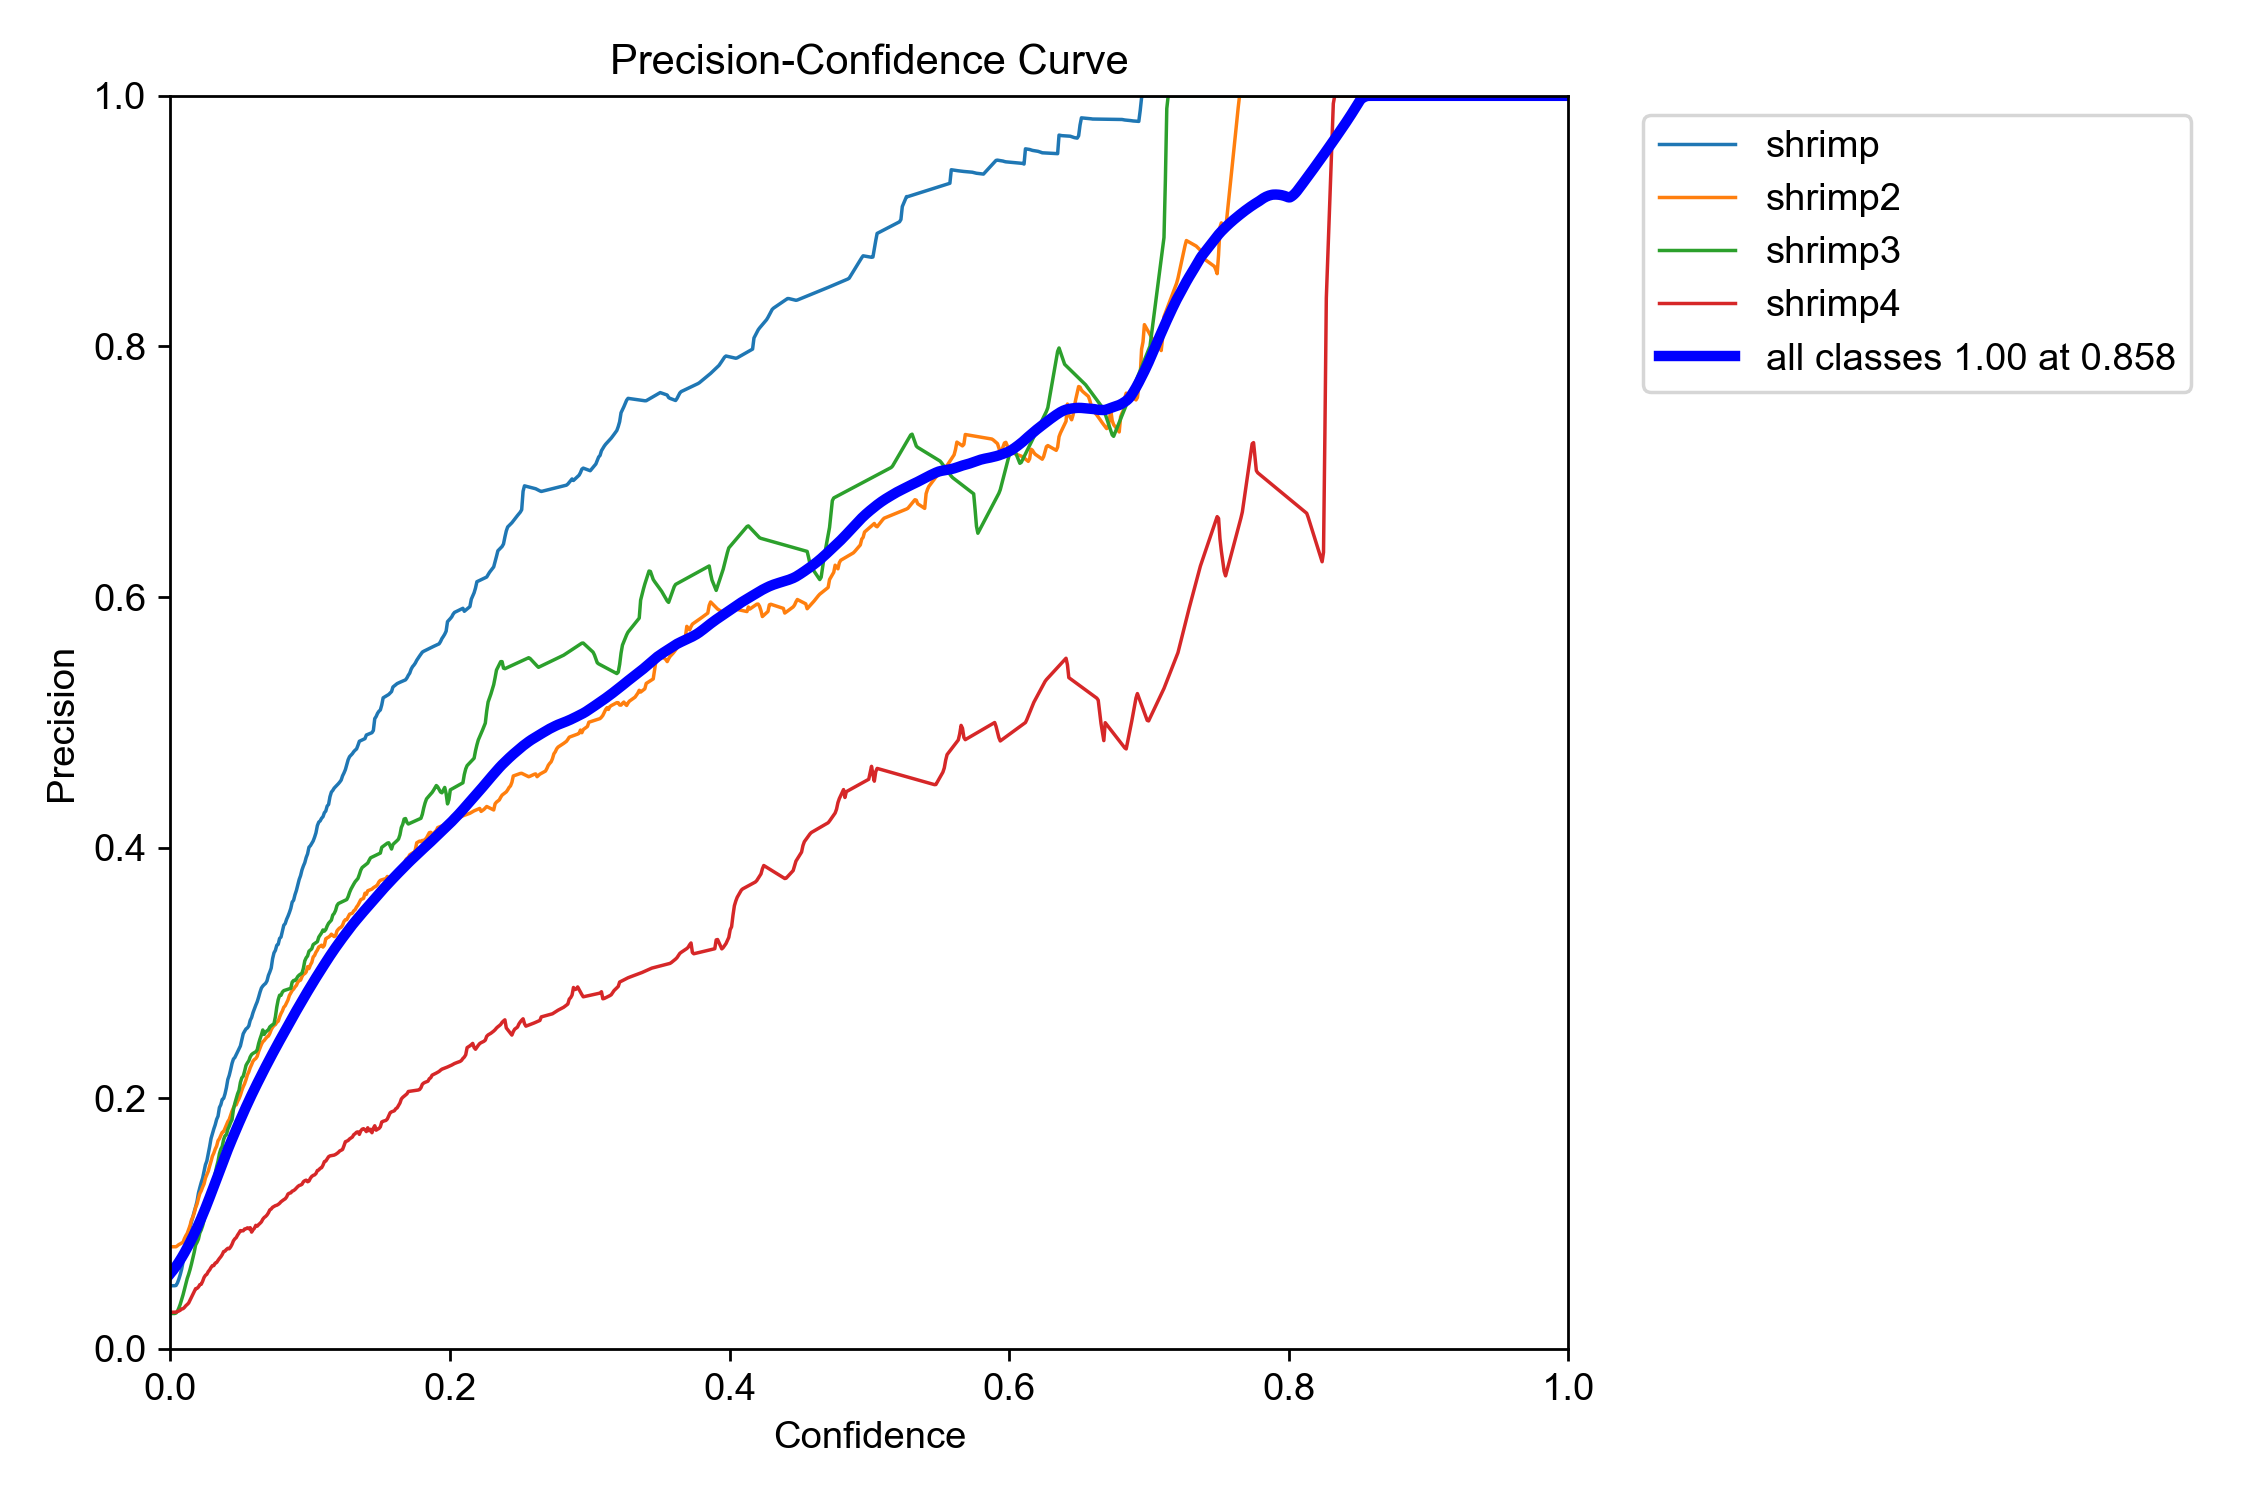 Precision-Confidence Curve
1.0
0.8
0.6
0.4
0.2
0.0
Precision
0.0 0.2 0.4 0.6 0.8 1.0
Confidence
shrimp
shrimp2
shrimp3
shrimp4
all classes 1.00 at 0.858